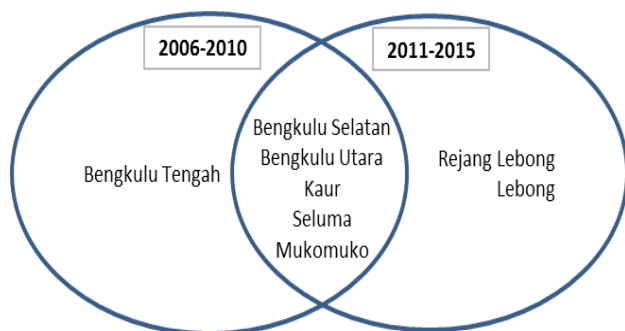 2006-2010
2011-2015
Bengkulu Tengah
Bengkulu Selatan
Bengkulu Utara
Kaur
Seluma
Mukomuko
Rejang Lebong
Lebong